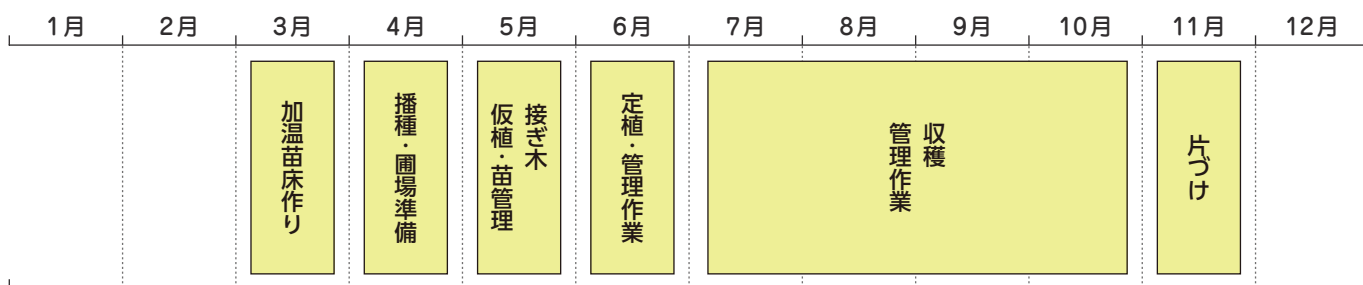 1月 2月 3月 4月 5月 6月 7月 8月 9月 10月 11月 12月
加温苗床作り
播種・圃場準備
接ぎ木
仮植・苗管理
定植・管理作業
収穫
管理作業
片づけ